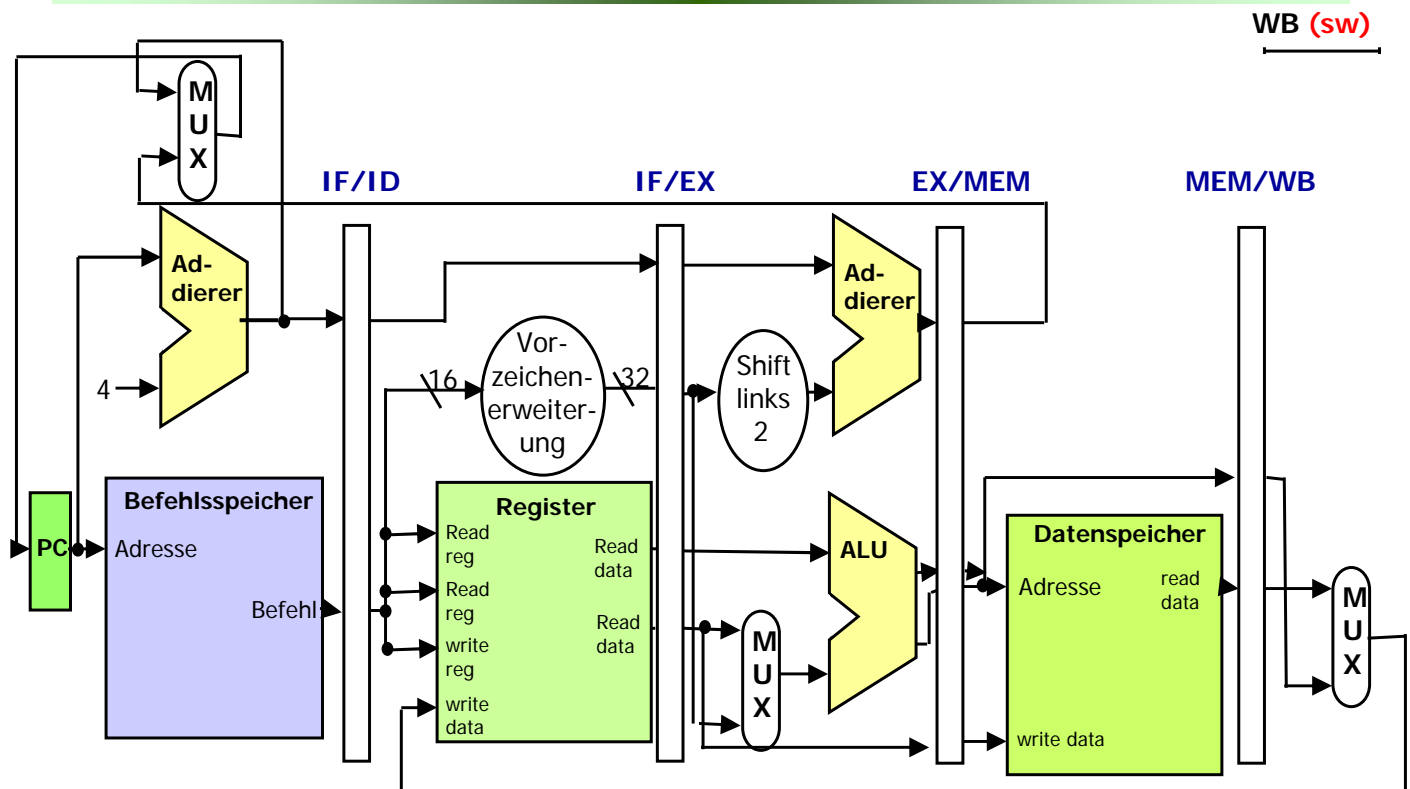 WB (sw)
M
U
X
IF/ID
IF/EX
EX/MEM
MEM/WB
Ad-
dierer
4
16
Vor-
zeichen-
erweiter-
ung
32
Shift
links
2
Ad-
dierer
PC
Befehlsspeicher
Adresse
Befehl
Register
Read
reg
Read
reg
write
reg
write
data
Read
data
Read
data
M
U
X
ALU
Datenspeicher
Adresse
read
data
write data
M
U
X